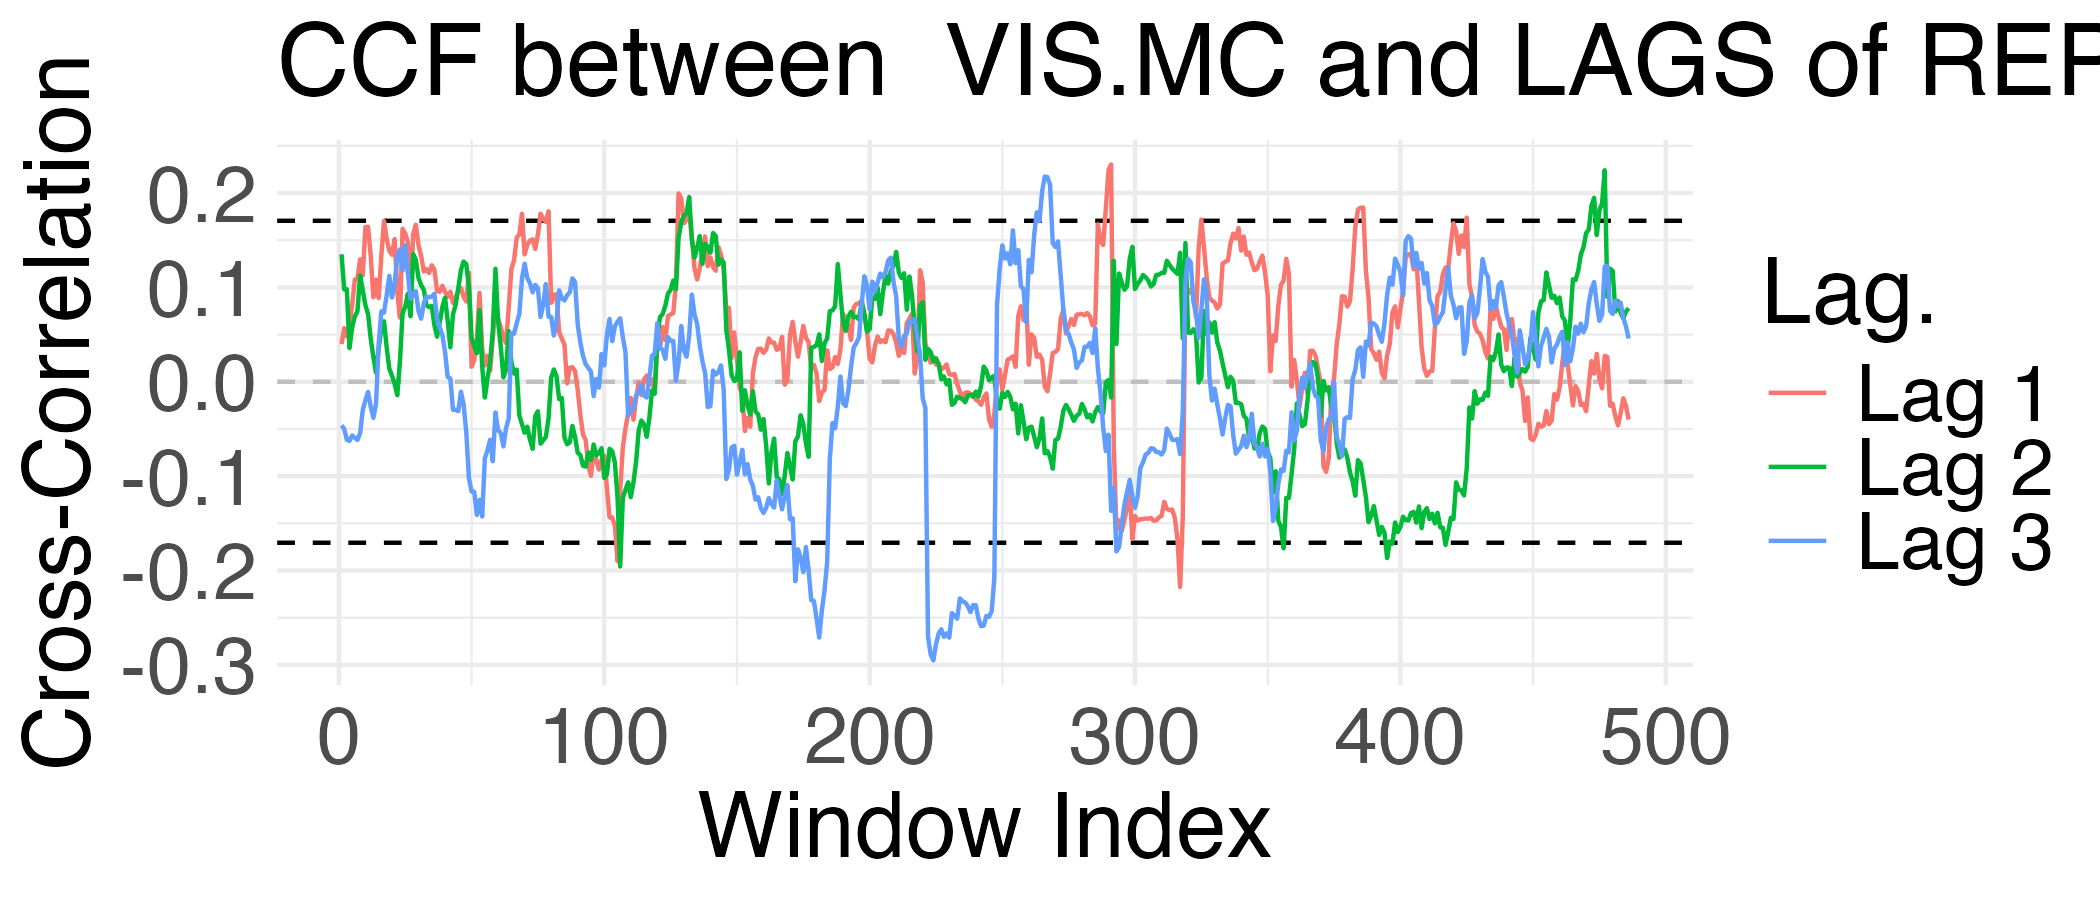 CCF between VIS.MC and LAGS of REP
Cross-Correlation
0.2
0.1
0.0
-0.1
-0.2
-0.3
0 100 200 300 400 500
Window Index
Lag.
Lag 1
Lag 2
Lag 3